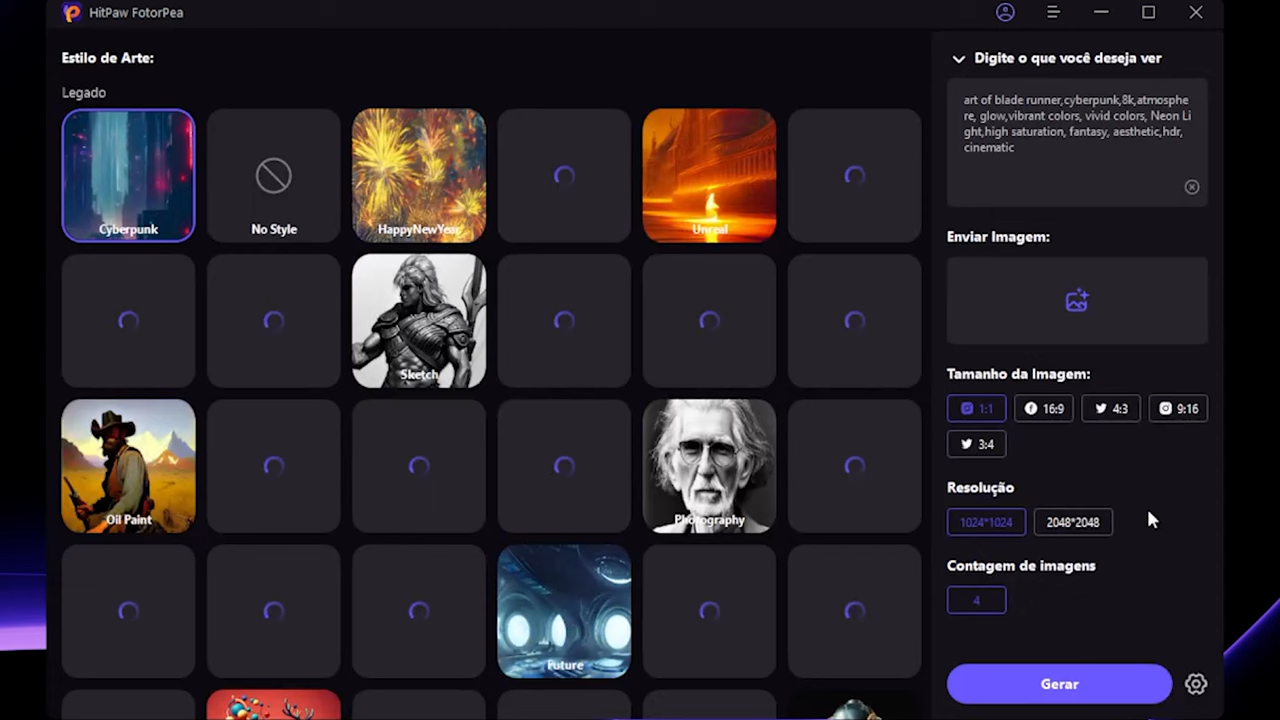 HitPaw FotorPea
Estilo de Arte:
Legado
Cyberpunk
No Style
HappyNewYear
Unreal
Sketch
Oil Paint
Photography
Future
Digite o que você deseja ver
art of blade runner,cyberpunk,8k,atmosphe
re, glow,vibrant colors, vivid colors, Neon Li
ght,high saturation, fantasy, aesthetic,hdr,
cinematic
Enviar Imagem:
Tamanho da Imagem:
1:1
16:9
4:3
9:16
3:4
Resolução
1024*1024
2048*2048
Contagem de imagens
4
Gerar